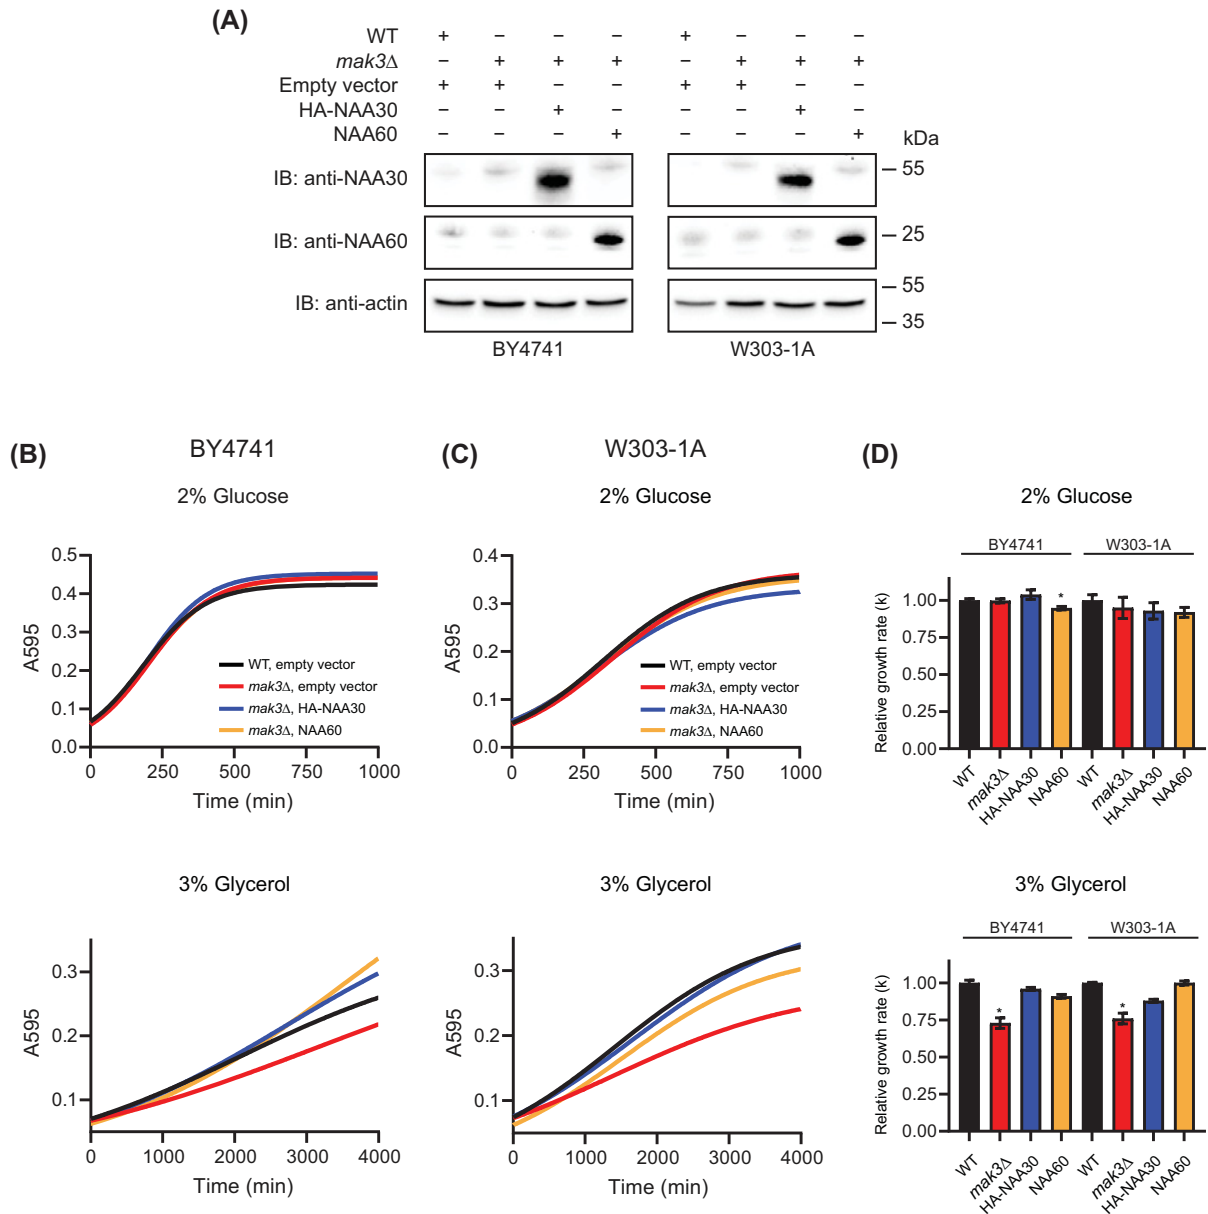 (A)
WT + − − − + − − −
mak3Δ − + + + − + + +
Empty vector + + − − + + − −
HA-NAA30 − − + − − − + −
NAA60 − − − + − − − +
kDa
IB: anti-NAA30
55
IB: anti-NAA60
25
IB: anti-actin
55
35
BY4741 W303-1A
(B) BY4741
2% Glucose
A595
0.5
0.4
0.3
0.2
0.1
0.0
WT, empty vector
mak3Δ, empty vector
mak3Δ, HA-NAA30
mak3Δ, NAA60
0 250 500 750 1000
Time (min)
3% Glycerol
A595
0.3
0.2
0.1
0 1000 2000 3000 4000
Time (min)
(C) W303-1A
2% Glucose
A595
0.4
0.3
0.2
0.1
0.0
WT, empty vector
mak3Δ, empty vector
mak3Δ, HA-NAA30
mak3Δ, NAA60
0 250 500 750 1000
Time (min)
3% Glycerol
A595
0.3
0.2
0.1
0 1000 2000 3000 4000
Time (min)
(D)
2% Glucose
BY4741 W303-1A
Relative growth rate (k)
1.00
0.75
0.50
0.25
0.00
*
WT mak3Δ HA-NAA30 NAA60 WT mak3Δ HA-NAA30 NAA60
3% Glycerol
BY4741 W303-1A
Relative growth rate (k)
1.00
0.75
0.50
0.25
0.00
* *
WT mak3Δ HA-NAA30 NAA60 WT mak3Δ HA-NAA30 NAA60